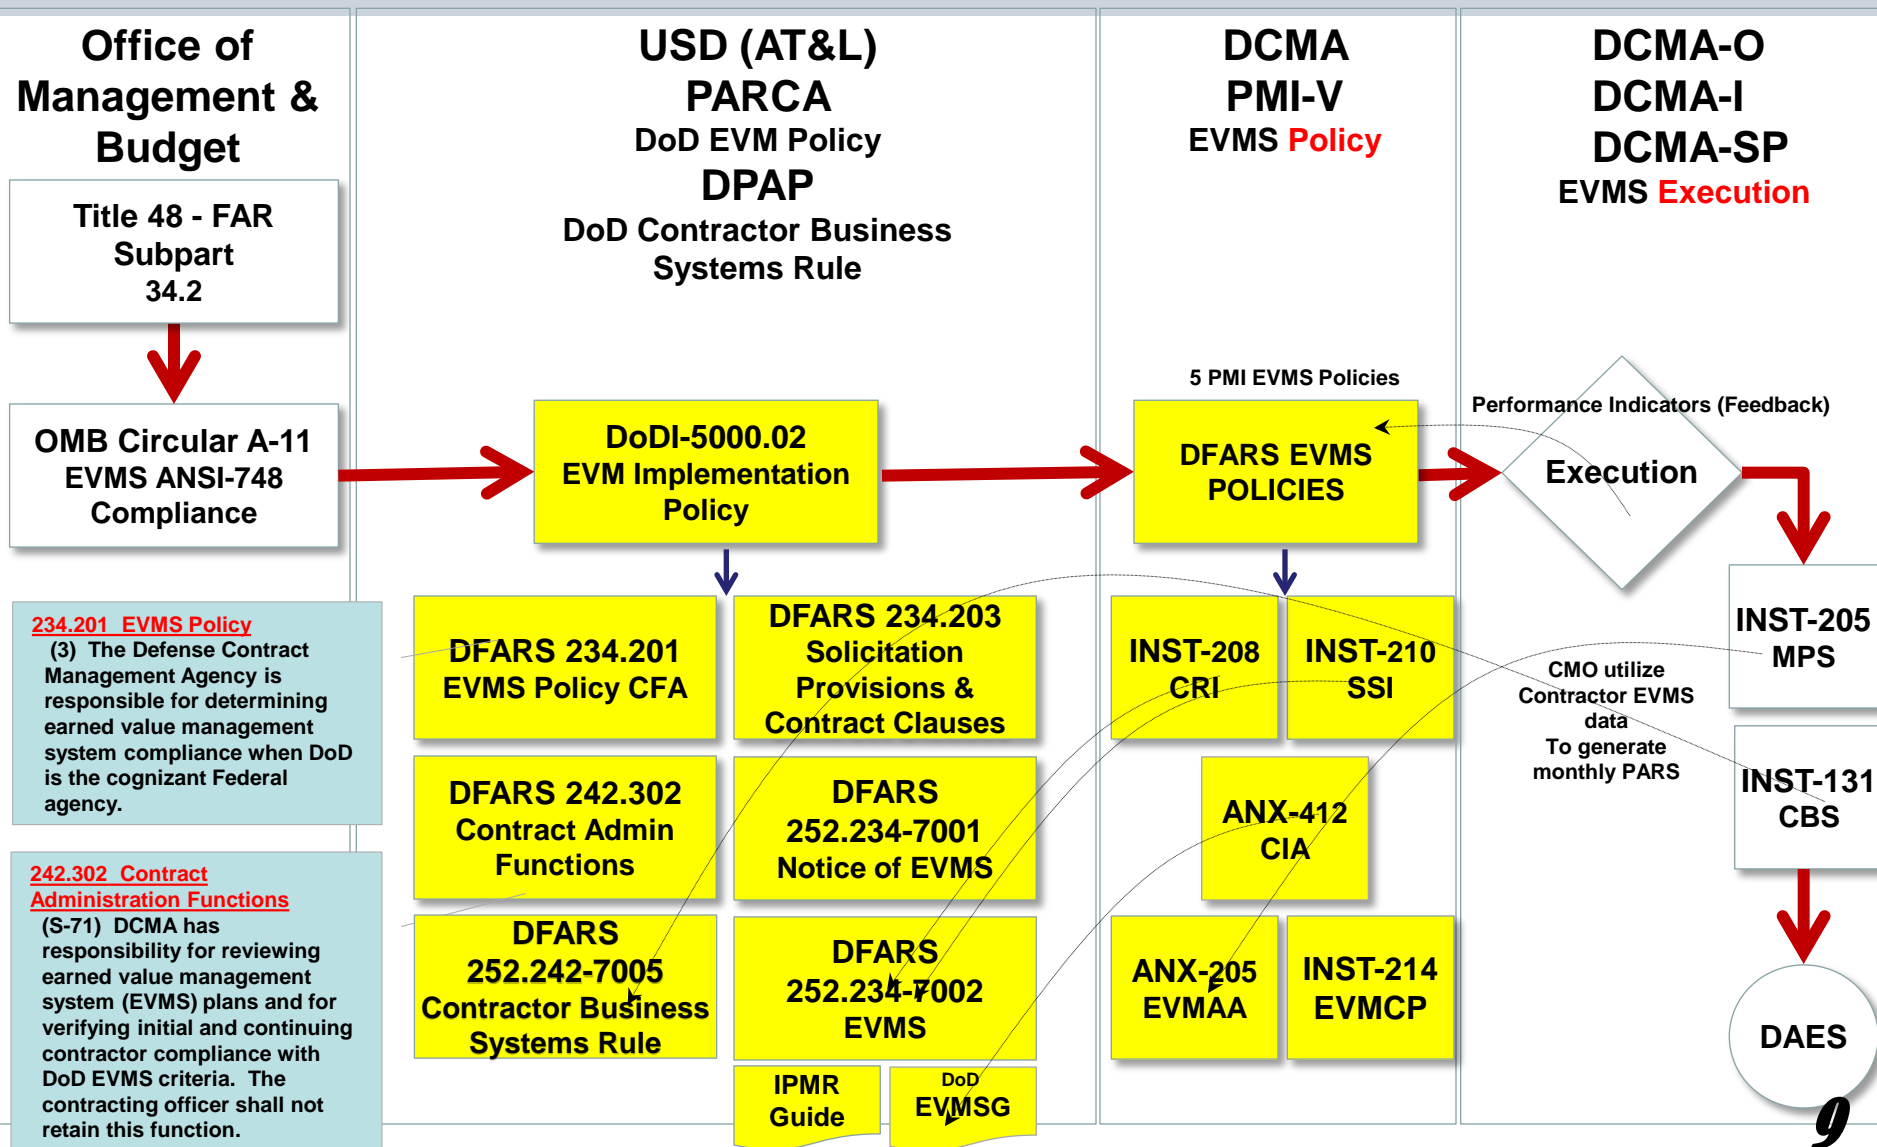 Office of
Management &
Budget
Title 48 - FAR
Subpart
34.2
OMB Circular A-11
EVMS ANSI-748
Compliance
234.201 EVMS Policy
(3) The Defense Contract
Management Agency is
responsible for determining
earned value management
system compliance when DoD
is the cognizant Federal
agency.
242.302 Contract
Administration Functions
(S-71) DCMA has
responsibility for reviewing
earned value management
system (EVMS) plans and for
verifying initial and continuing
contractor compliance with
DoD EVMS criteria. The
contracting officer shall not
retain this function.
USD (AT&L)
PARCA
DoD EVM Policy
DPAP
DoD Contractor Business
Systems Rule
DoDI-5000.02
EVM Implementation
Policy
DFARS 234.201
EVMS Policy CFA
DFARS 234.203
Solicitation
Provisions &
Contract Clauses
DFARS 242.302
Contract Admin
Functions
DFARS
252.234-7001
Notice of EVMS
DFARS
252.242-7005
Contractor Business
Systems Rule
DFARS
252.234-7002
EVMS
IPMR
Guide
DoD
EVMSG
DCMA
PMI-V
EVMS Policy
5 PMI EVMS Policies
DFARS EVMS
POLICIES
INST-208
CRI
INST-210
SSI
ANX-412
CIA
ANX-205
EVMAA
INST-214
EVMCP
DCMA-O
DCMA-I
DCMA-SP
EVMS Execution
Performance Indicators (Feedback)
Execution
INST-205
MPS
CMO utilize
Contractor EVMS
data
To generate
monthly PARS
INST-131
CBS
DAES
9